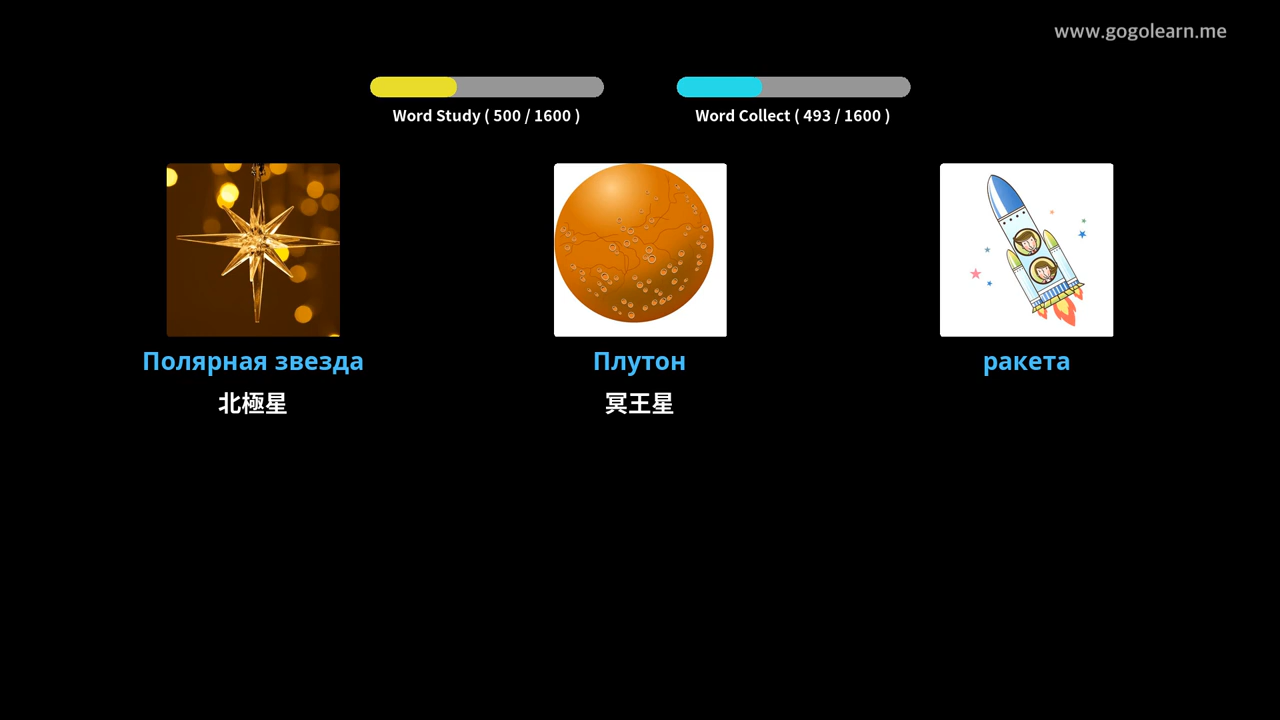 www.gogolearn.me
Word Study ( 500 / 1600 )
Word Collect ( 493 / 1600 )
Полярная звезда
北極星
Плутон
冥王星
ракета